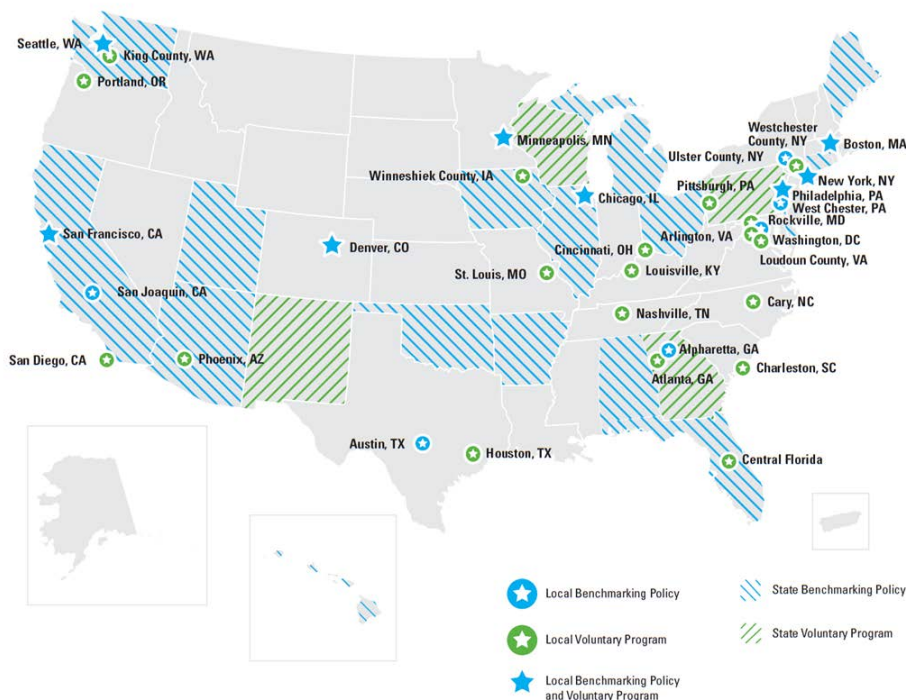 Seattle, WA
King County, WA
Portland, OR
Minneapolis, MN
Westchester
County, NY
Boston, MA
Ulster County, NY
Winneshiek County, IA
Pittsburgh, PA
New York, NY
Chicago, IL
Philadelphia, PA
West Chester, PA
Rockville, MD
San Francisco, CA
Denver, CO
Cincinnati, OH
Arlington, VA
Washington, DC
Loudoun County, VA
St. Louis, MO
Louisville, KY
San Joaquin, CA
Cary, NC
Nashville, TN
San Diego, CA
Phoenix, AZ
Alpharetta, GA
Atlanta, GA
Charleston, SC
Austin, TX
Houston, TX
Central Florida
Local Benchmarking Policy
State Benchmarking Policy
Local Voluntary Program
State Voluntary Program
Local Benchmarking Policy
and Voluntary Program